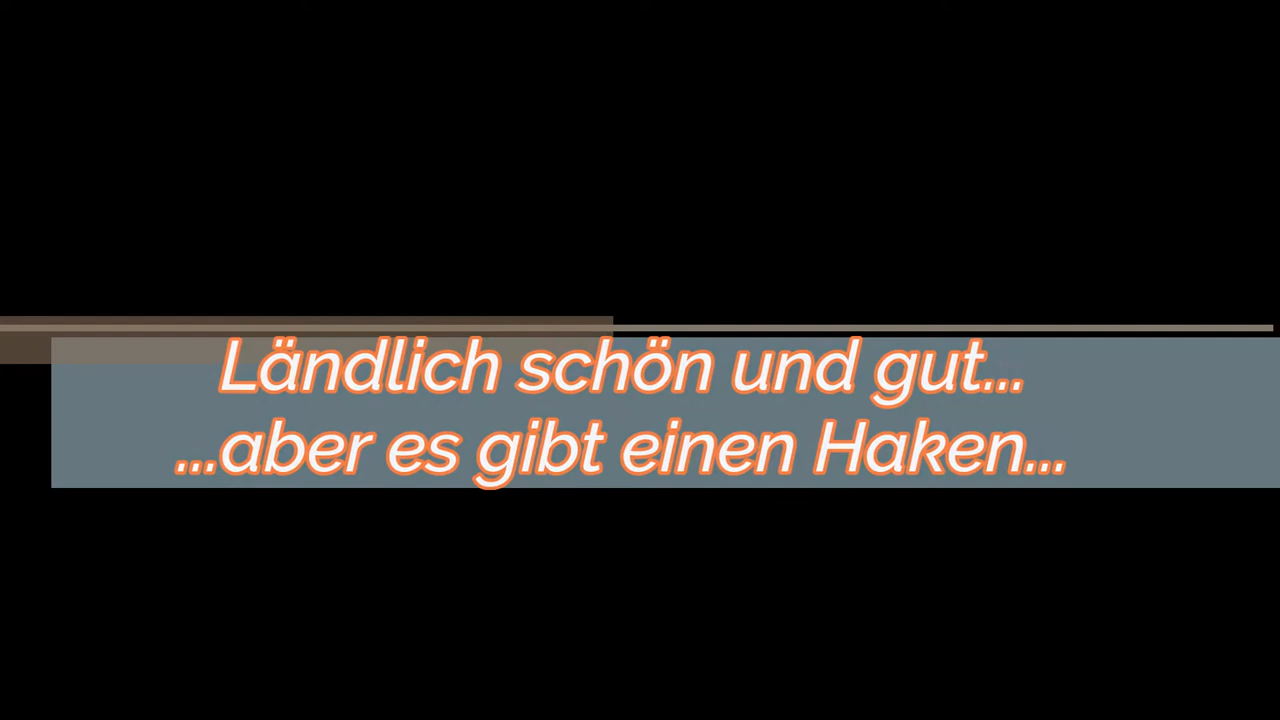 Ländlich schön und gut...
...aber es gibt einen Haken...